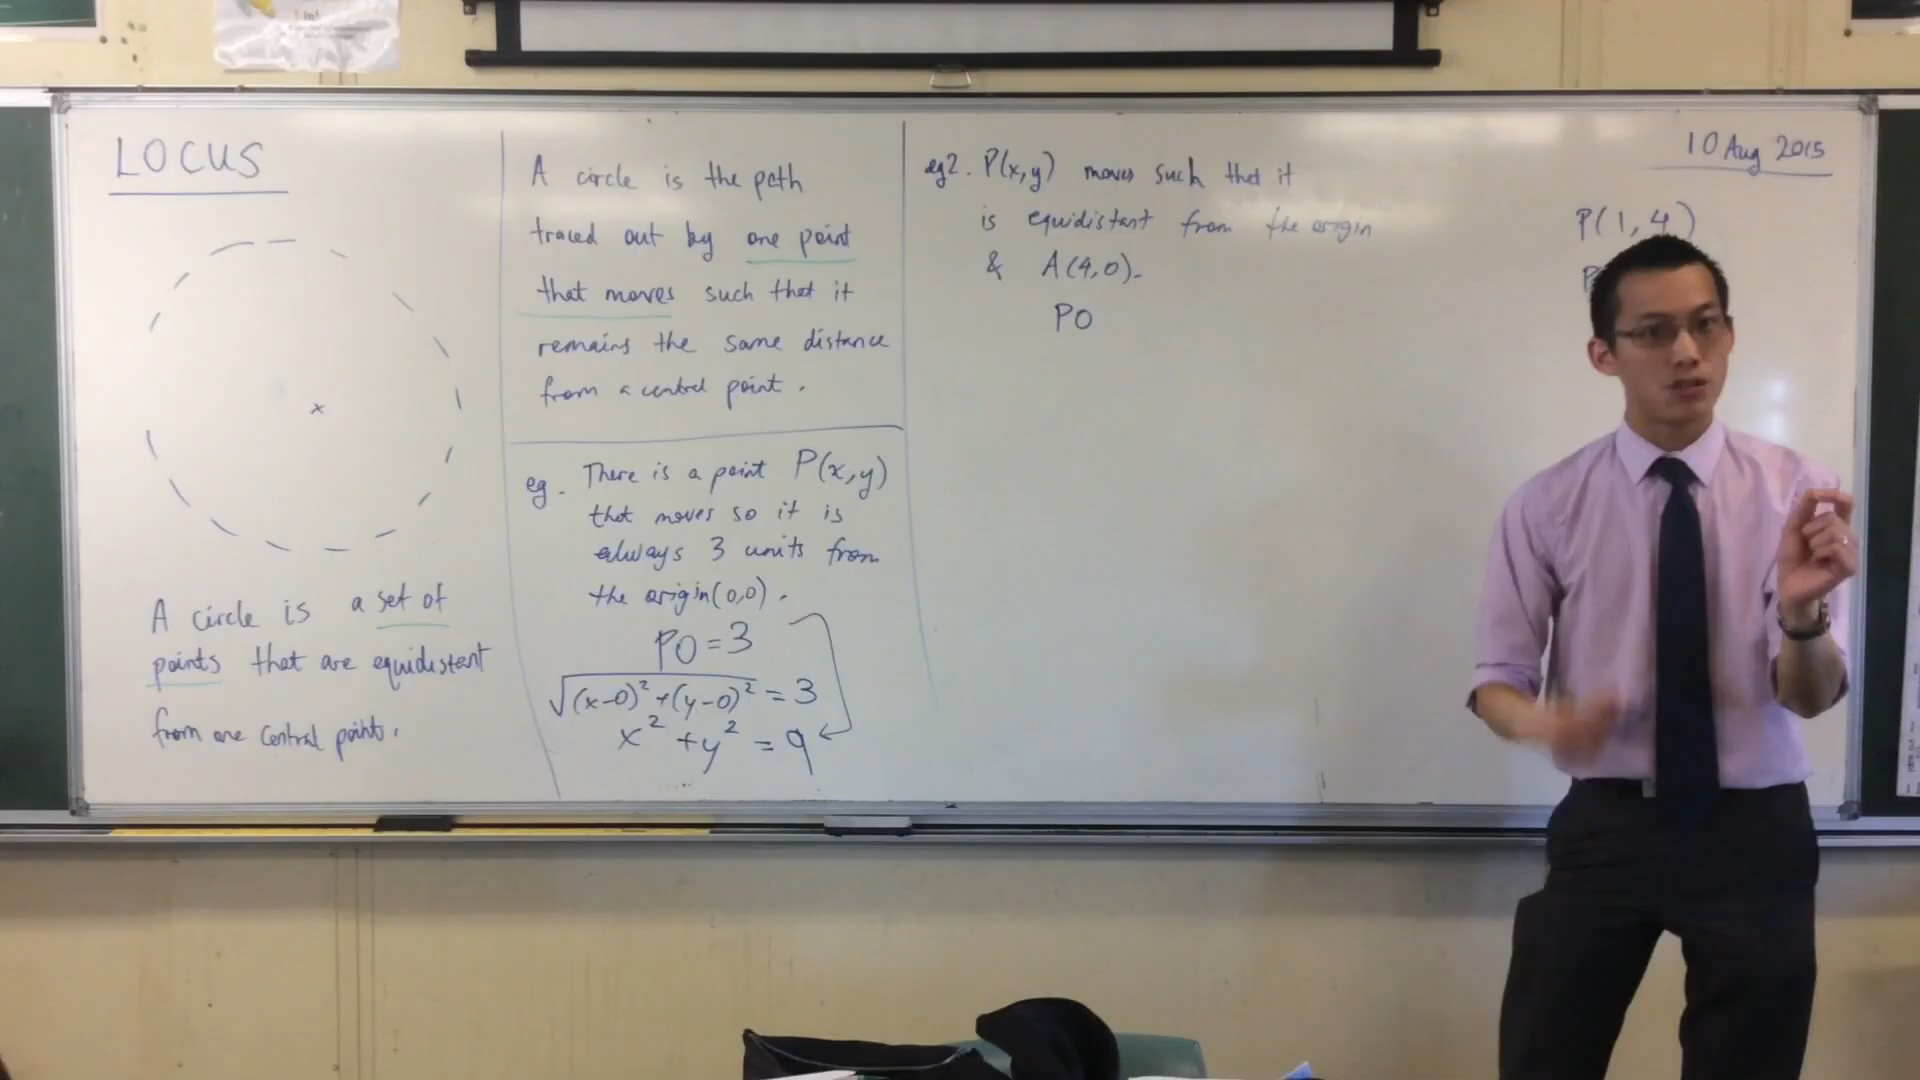 LOCUS
A circle is a set of
points that are equidistant
from one central point.
A circle is the path
traced out by one point
that moves such that it
remains the same distance
from a central point.
eg. There is a point P(x,y)
that moves so it is
always 3 units from
the origin (0,0).
PO = 3
√(x-0)² + (y-0)² = 3
x² + y² = 9
eg2. P(x,y) moves such that it
is equidistant from the origin
& A(4,0).
PO
10 Aug 2015
P(1,4)
P